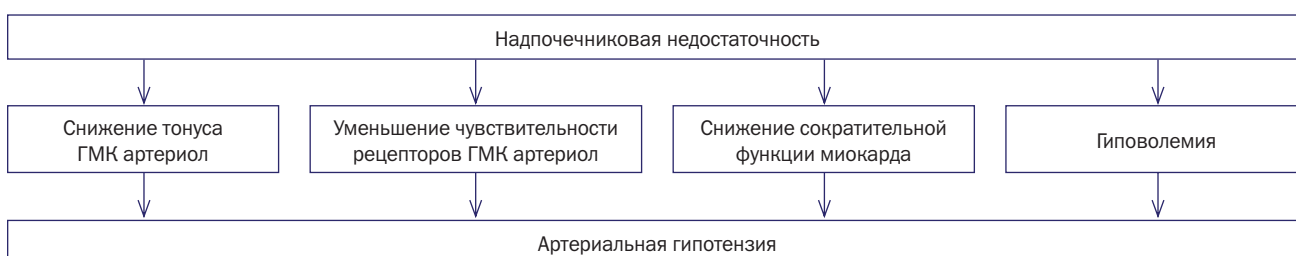 Надпочечниковая недостаточность
Снижение тонуса
ГМК артериол
Уменьшение чувствительности
рецепторов ГМК артериол
Снижение сократительной
функции миокарда
Гиповолемия
Артериальная гипотензия